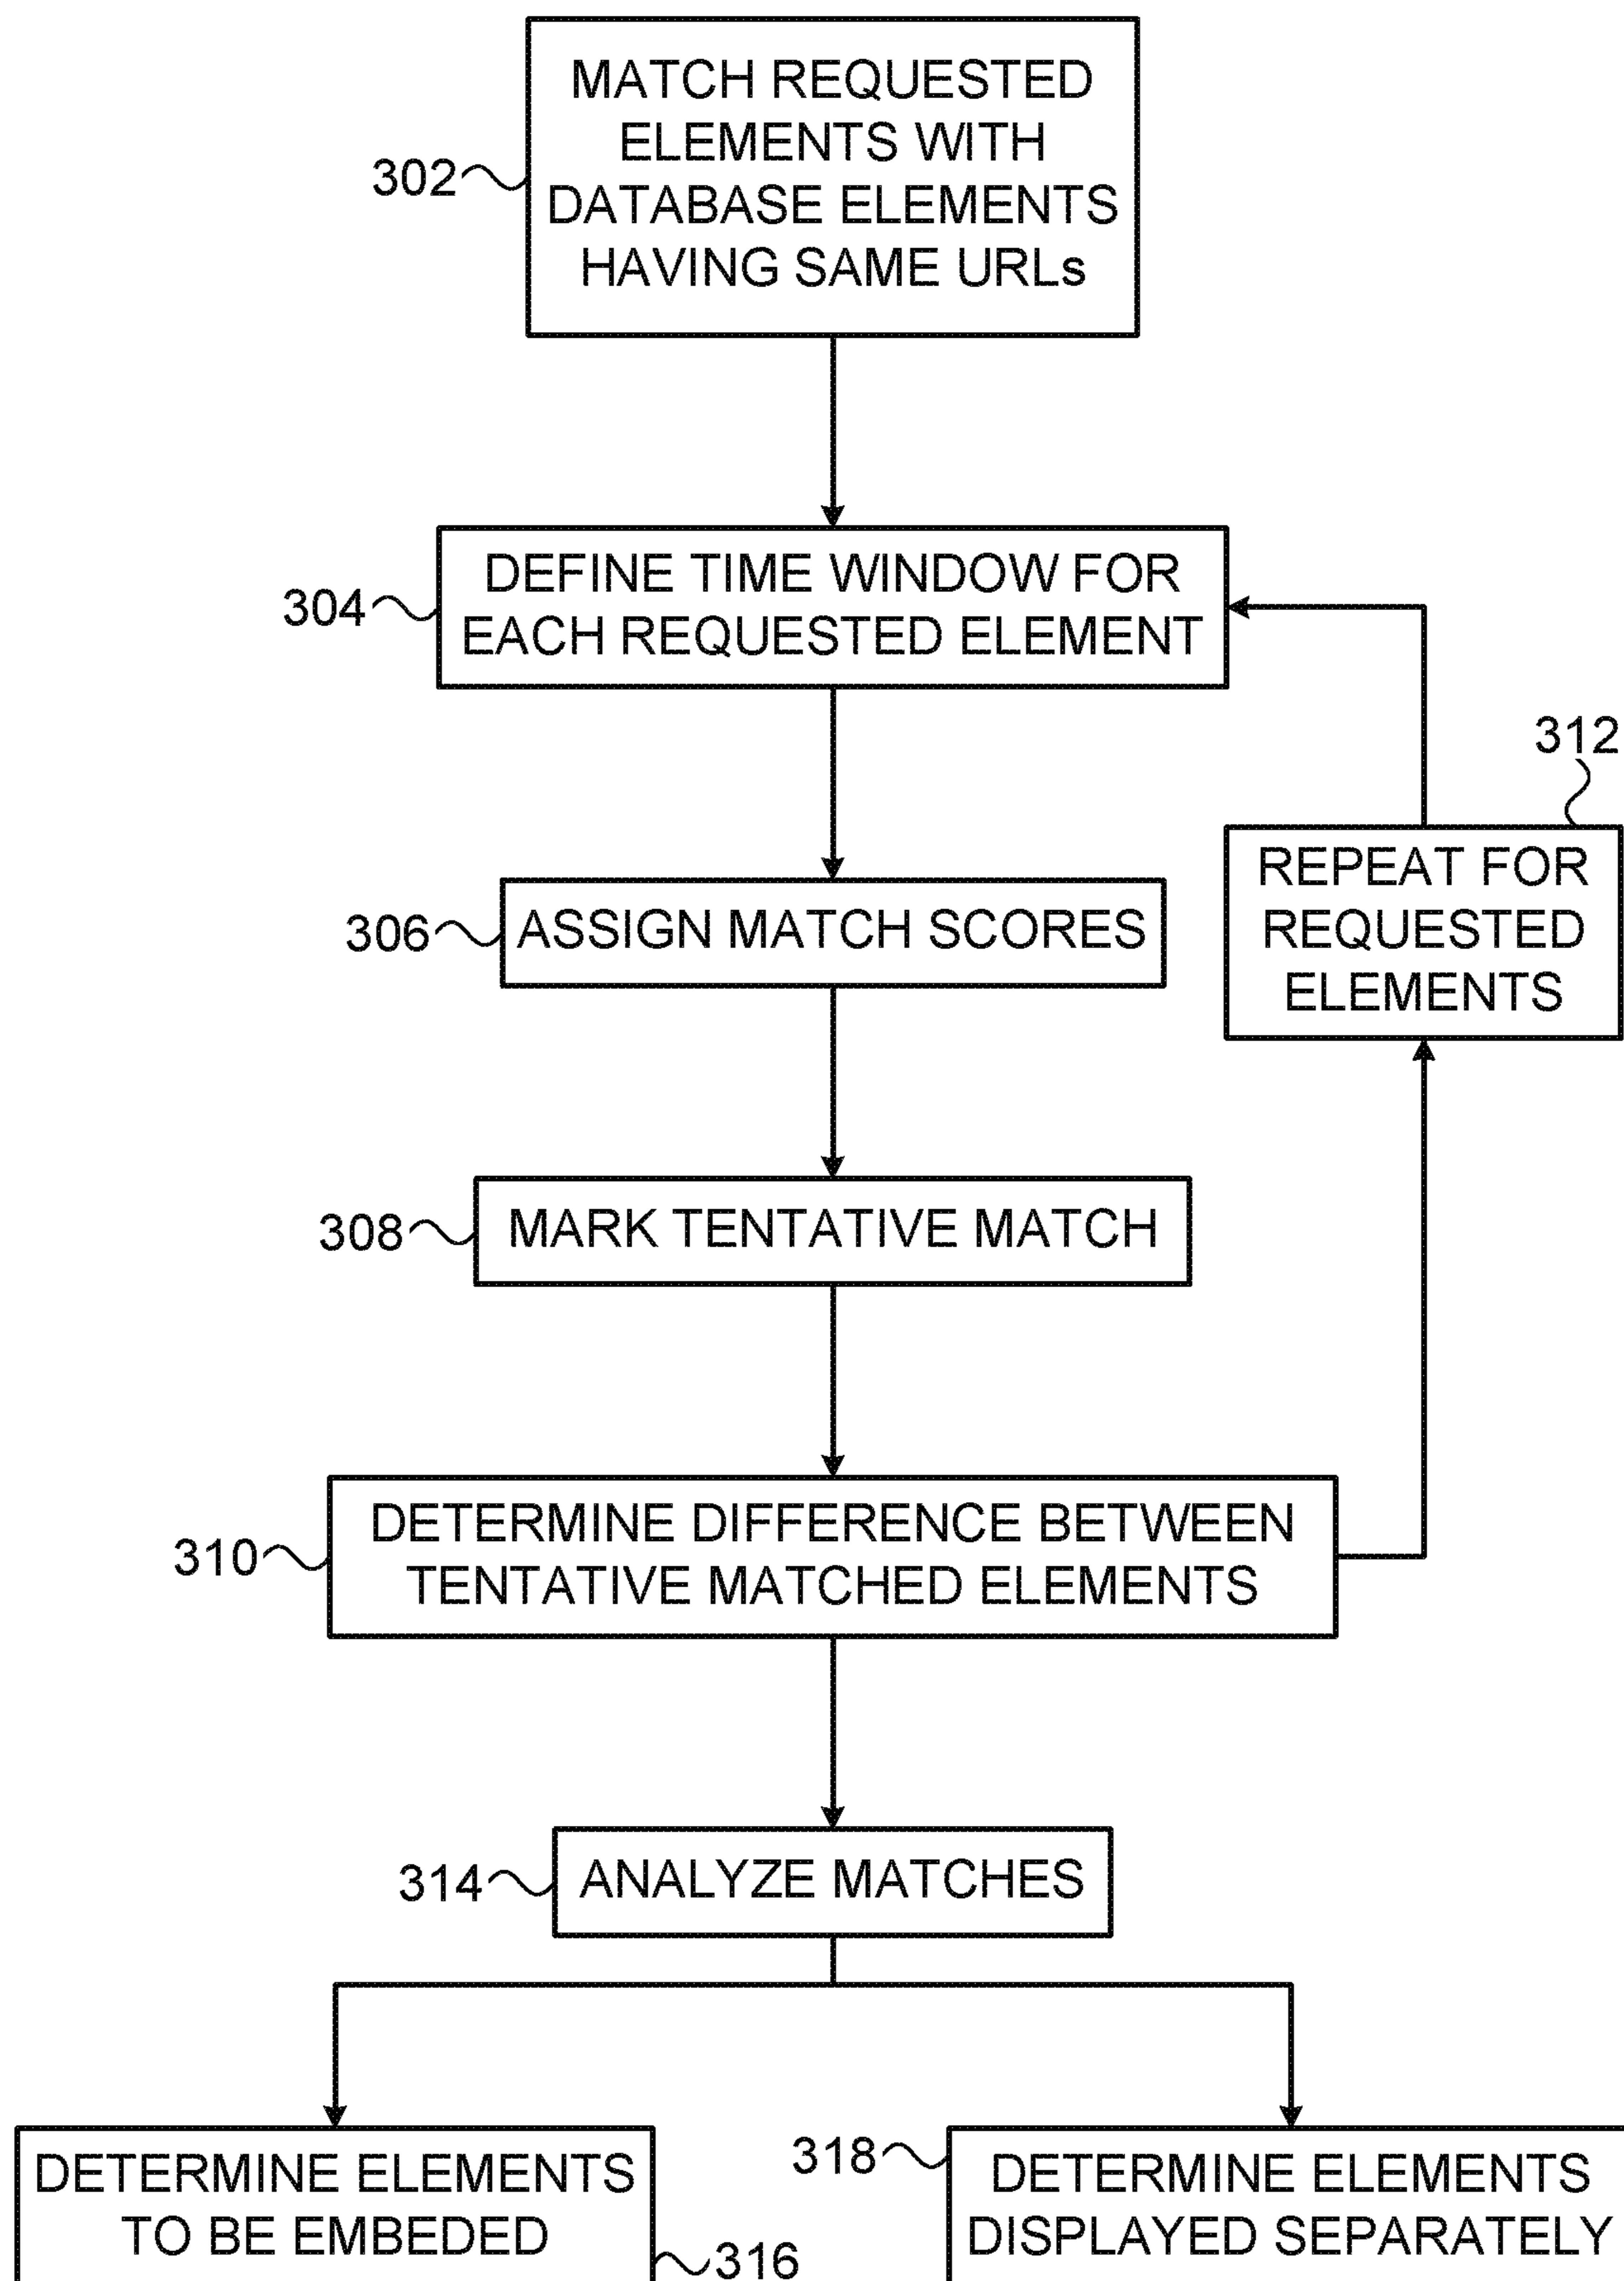 MATCH REQUESTED
ELEMENTS WITH
DATABASE ELEMENTS
HAVING SAME URLs
302
DEFINE TIME WINDOW FOR
EACH REQUESTED ELEMENT
304
312
REPEAT FOR
REQUESTED
ELEMENTS
306
ASSIGN MATCH SCORES
308
MARK TENTATIVE MATCH
310
DETERMINE DIFFERENCE BETWEEN
TENTATIVE MATCHED ELEMENTS
314
ANALYZE MATCHES
DETERMINE ELEMENTS
TO BE EMBEDED
316
318
DETERMINE ELEMENTS
DISPLAYED SEPARATELY